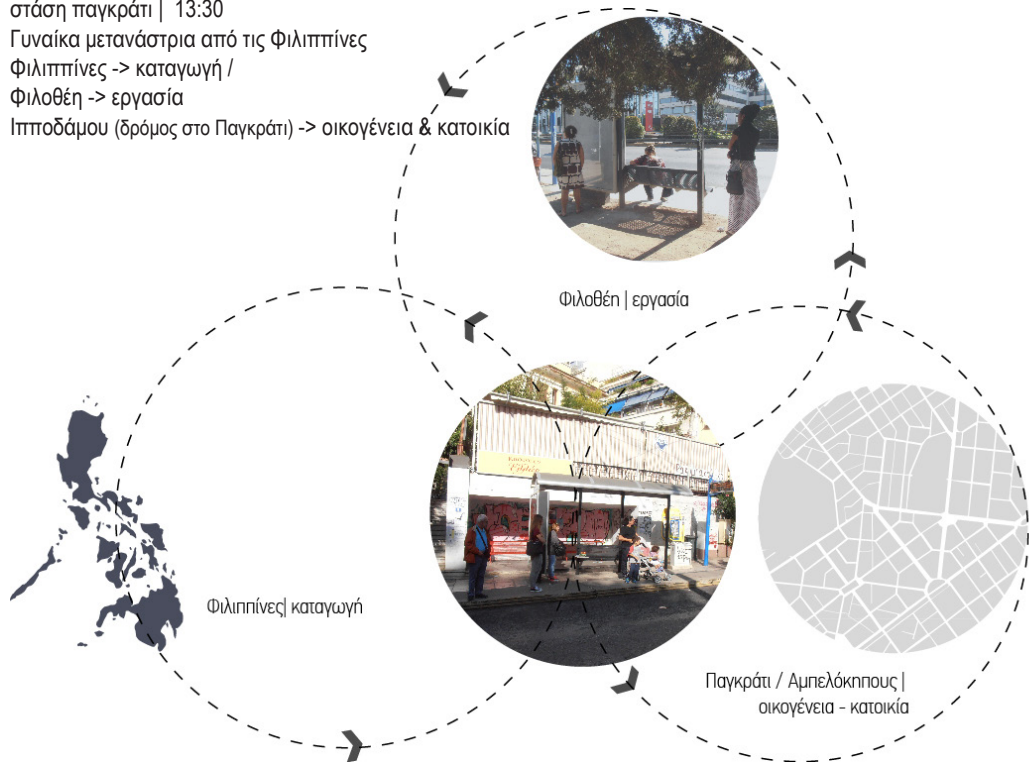 στάση παγκράτι | 13:30
Γυναίκα μετανάστρια από τις Φιλιππίνες
Φιλιππίνες -> καταγωγή /
Φιλοθέη -> εργασία
Ιπποδάμου (δρόμος στο Παγκράτι) -> οικογένεια & κατοικία
Φιλοθέη | εργασία
Φιλιππίνες| καταγωγή
Παγκράτι / Αμπελόκηπους |
οικογένεια - κατοικία